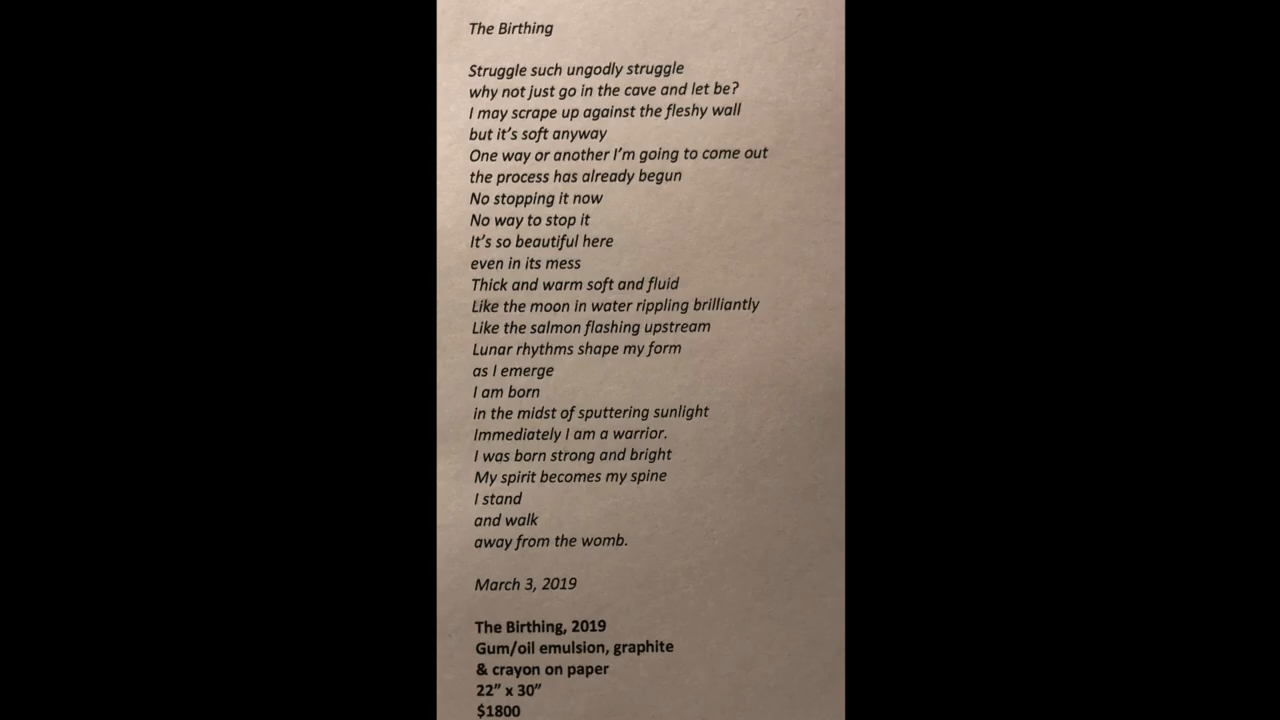 The Birthing
Struggle such ungodly struggle
why not just go in the cave and let be?
I may scrape up against the fleshy wall
but it's soft anyway
One way or another I'm going to come out
the process has already begun
No stopping it now
No way to stop it
It's so beautiful here
even in its mess
Thick and warm soft and fluid
Like the moon in water rippling brilliantly
Like the salmon flashing upstream
Lunar rhythms shape my form
as I emerge
I am born
in the midst of sputtering sunlight
Immediately I am a warrior.
I was born strong and bright
My spirit becomes my spine
I stand
and walk
away from the womb.
March 3, 2019
The Birthing, 2019
Gum/oil emulsion, graphite
& crayon on paper
22” x 30”
$1800